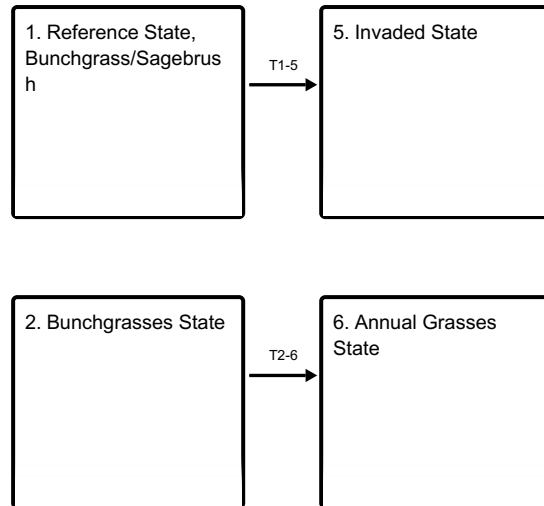 1. Reference State,
Bunchgrass/Sagebrus
h
T1-5
5. Invaded State
2. Bunchgrasses State
T2-6
6. Annual Grasses
State